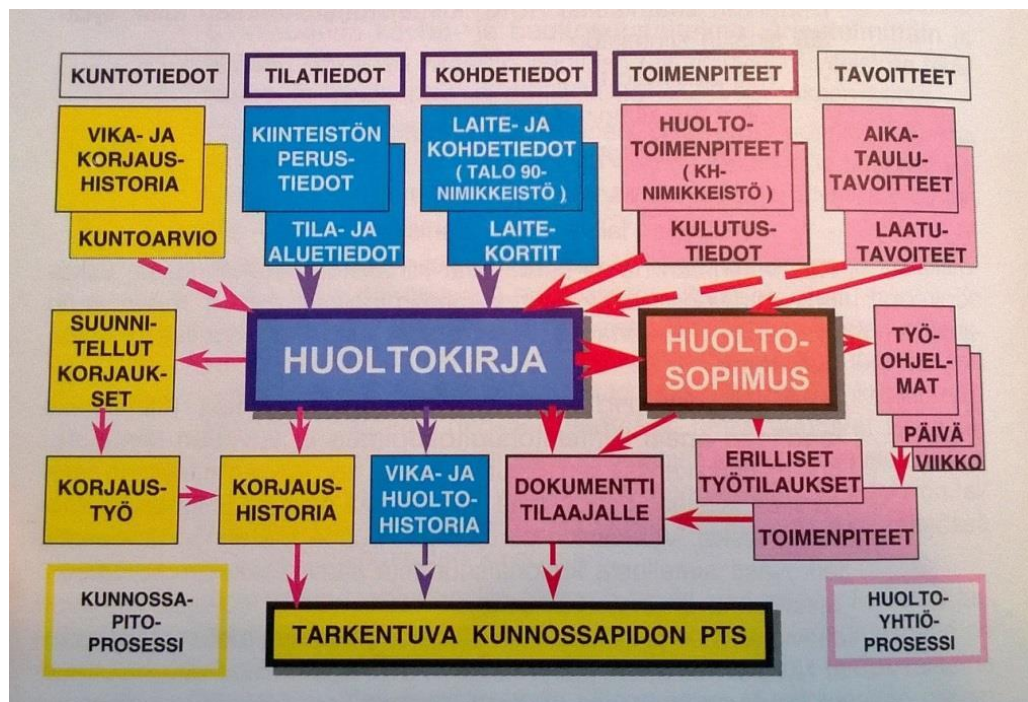 KUNTOTIEDOT
TILATIEDOT
KOHDETIEDOT
TOIMENPITEET
TAVOITTEET
VIKA- JA
KORJAUS-
HISTORIA
KUNTOARVIO
KIINTEISTÖN
PERUS-
TIEDOT
TILA- JA
ALUETIEDOT
LAITE- JA
KOHDETIEDOT
( TALO 90-
NIMIKKEISTÖ )
LAITE-
KORTIT
HUOLTO-
TOIMENPITEET
( KH-
NIMIKKEISTÖ )
KULUTUS-
TIEDOT
AIKA-
TAULU-
TAVOITTEET
LAATU-
TAVOITEET
SUUNNI-
TELLUT
KORJAUK-
SET
HUOLTOKIRJA
HUOLTO-
SOPIMUS
TYÖ-
OHJEL-
MAT
PÄIVÄ
VIIKKO
KORJAUS-
TYÖ
KORJAUS-
HISTORIA
VIKA- JA
HUOLTO-
HISTORIA
DOKUMENTTI
TILAAJALLE
ERILLISET
TYÖTILAUKSET
TOIMENPITEET
KUNNOSSA-
PITO-
PROSESSI
TARKENTUVA KUNNOSSAPIDON PTS
HUOLTO-
YHTIÖ-
PROSESSI